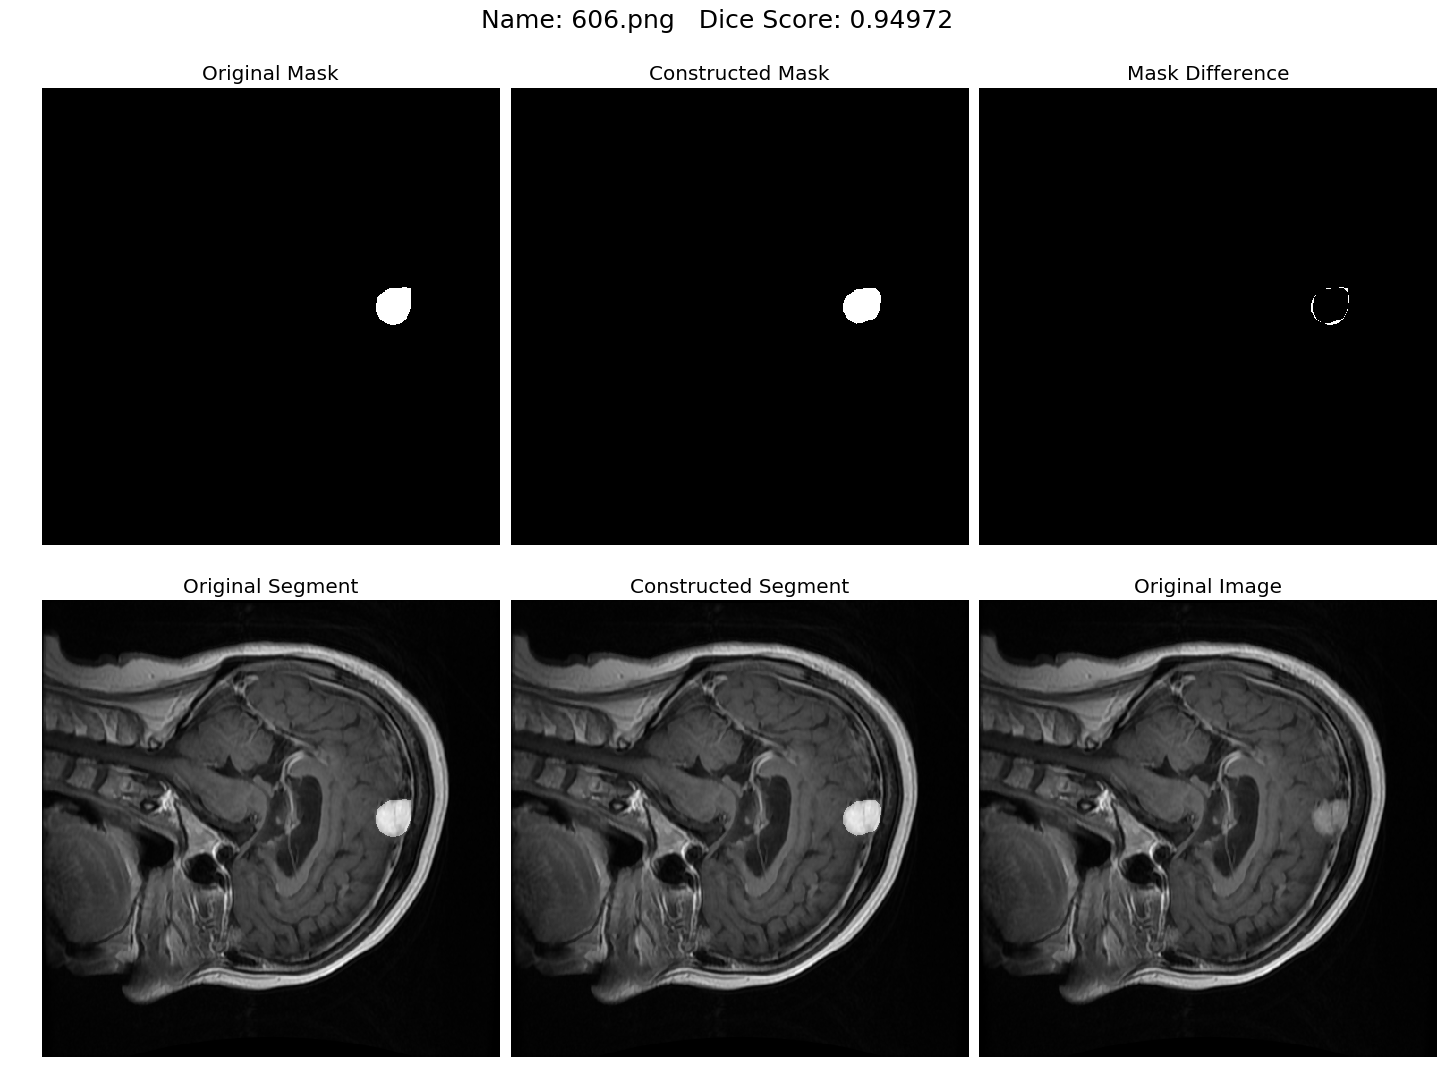 Name: 606.png   Dice Score: 0.94972
Original Mask
Constructed Mask
Mask Difference
Original Segment
Constructed Segment
Original Image